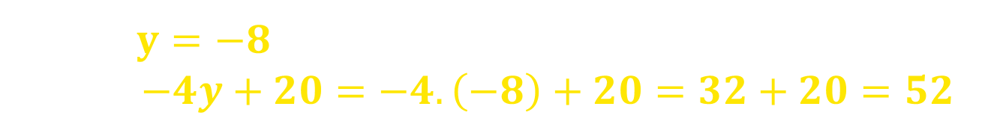 y = −8
−4y + 20 = −4. (−8) + 20 = 32 + 20 = 52